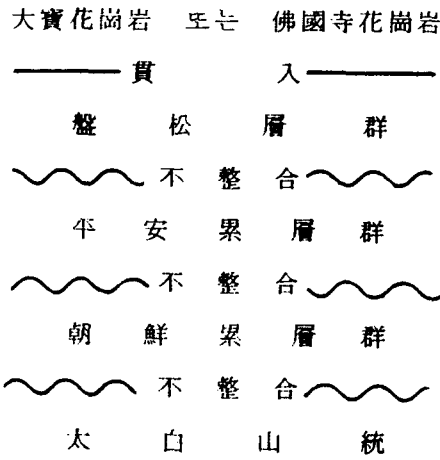 大寶花崗岩 또는 佛國寺花崗岩
貫入
盤松層群
不整合
平安累層群
不整合
朝鮮累層群
不整合
太白山統